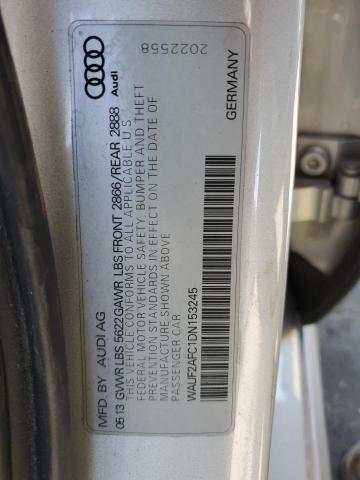 MFD. BY AUDI AG
05 13 GVWR LBS 5622 GAWR LBS FRONT 2866/REAR 2888
THIS VEHICLE CONFORMS TO ALL APPLICABLE U.S.
FEDERAL MOTOR VEHICLE SAFETY, BUMPER AND THEFT
PREVENTION STANDARDS IN EFFECT ON THE DATE OF
MANUFACTURE SHOWN ABOVE
PASSENGER CAR
WAUF2AFC1DN153245
Audi
2022558
GERMANY